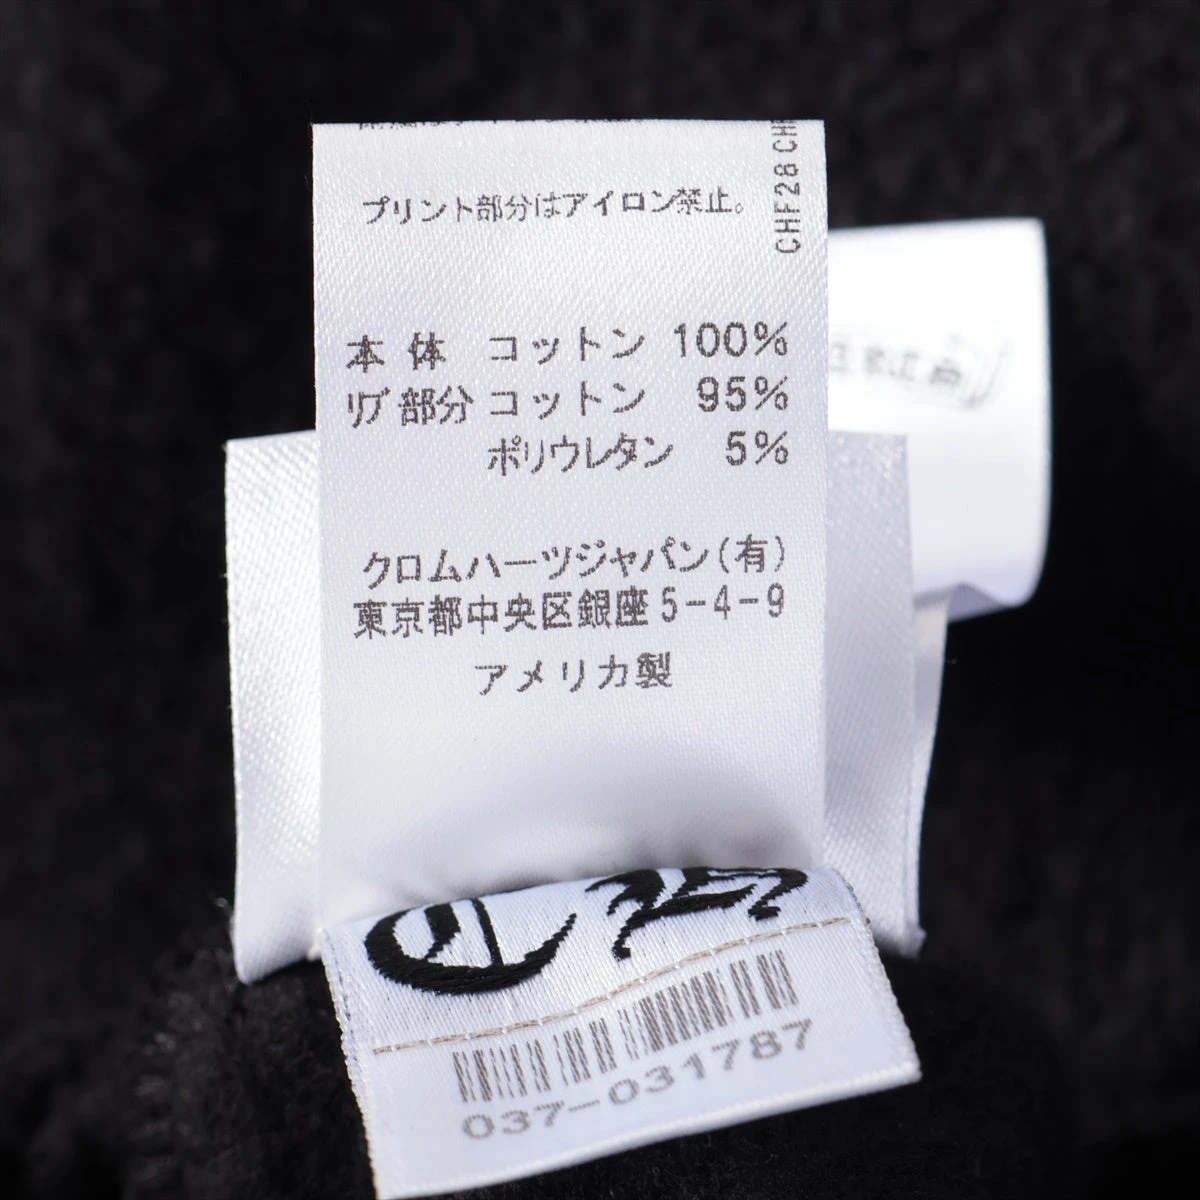 プリント部分はアイロン禁止。
CHF28
本体 コットン 100%
リブ部分 コットン 95%
ポリウレタン 5%
クロムハーツジャパン(有)
東京都中央区銀座5-4-9
アメリカ製
037-031787